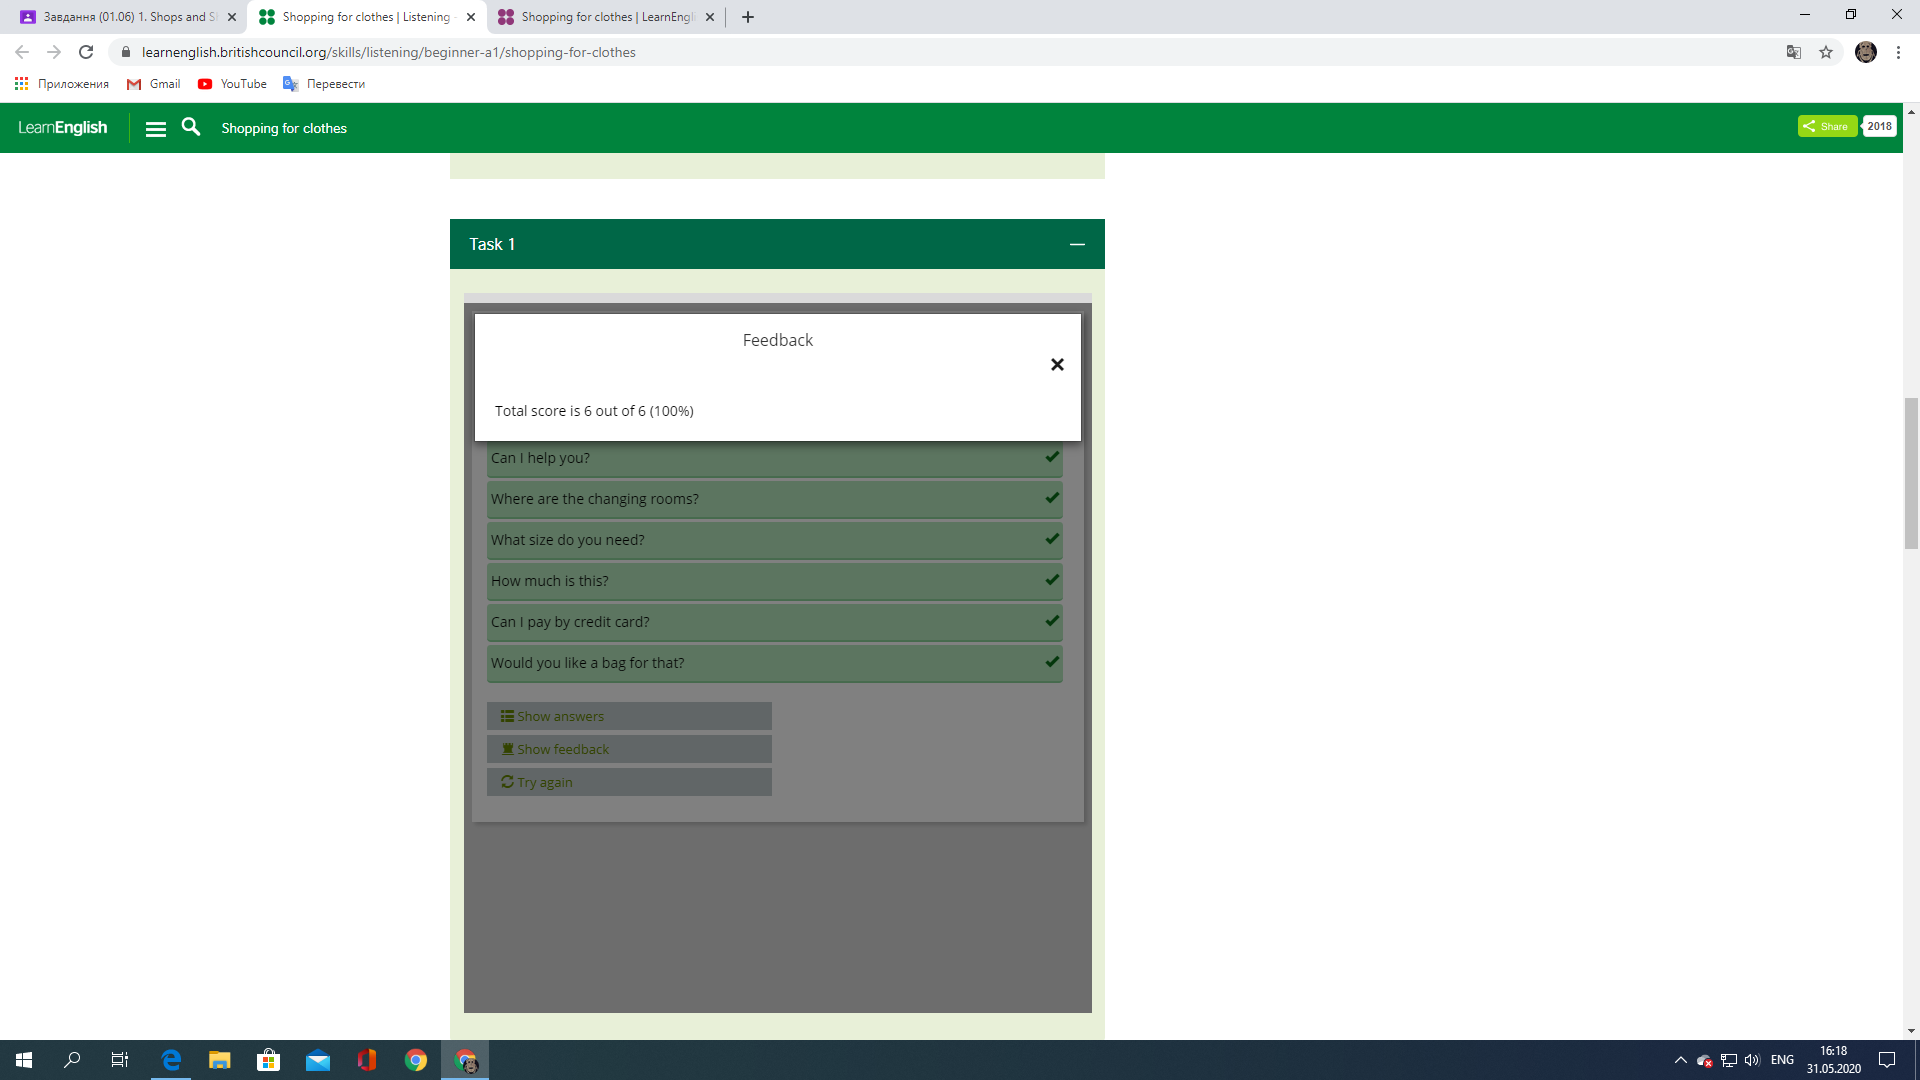 Завдання (01.06) 1. Shops and S
Shopping for clothes | Listening
Shopping for clothes | LearnEngl
learnenglish.britishcouncil.org/skills/listening/beginner-a1/shopping-for-clothes
Приложения
Gmail
YouTube
Перевести
LearnEnglish
Shopping for clothes
Share
2018
Task 1
Feedback
Total score is 6 out of 6 (100%)
Can I help you?
Where are the changing rooms?
What size do you need?
How much is this?
Can I pay by credit card?
Would you like a bag for that?
Show answers
Show feedback
Try again
ENG
16:18
31.05.2020